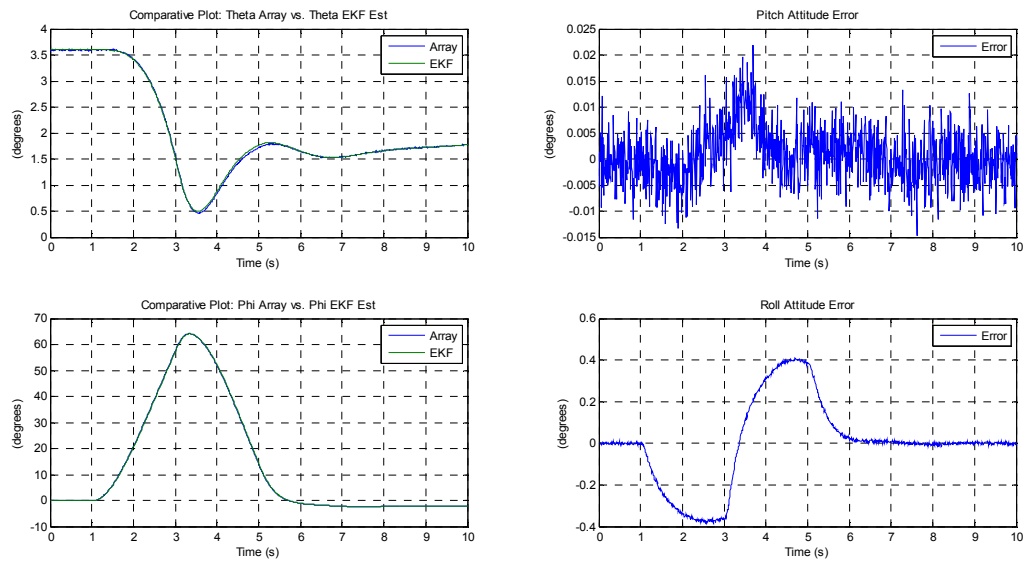 Comparative Plot: Theta Array vs. Theta EKF Est
4
3.5
3
2.5
2
1.5
1
0.5
0
(degrees)
Array
EKF
0 1 2 3 4 5 6 7 8 9 10
Time (s)
Pitch Attitude Error
0.025
0.02
0.015
0.01
0.005
0
-0.005
-0.01
-0.015
(degrees)
Error
0 1 2 3 4 5 6 7 8 9 10
Time (s)
Comparative Plot: Phi Array vs. Phi EKF Est
70
60
50
40
30
20
10
0
-10
(degrees)
Array
EKF
0 1 2 3 4 5 6 7 8 9 10
Time (s)
Roll Attitude Error
0.6
0.4
0.2
0
-0.2
-0.4
(degrees)
Error
0 1 2 3 4 5 6 7 8 9 10
Time (s)